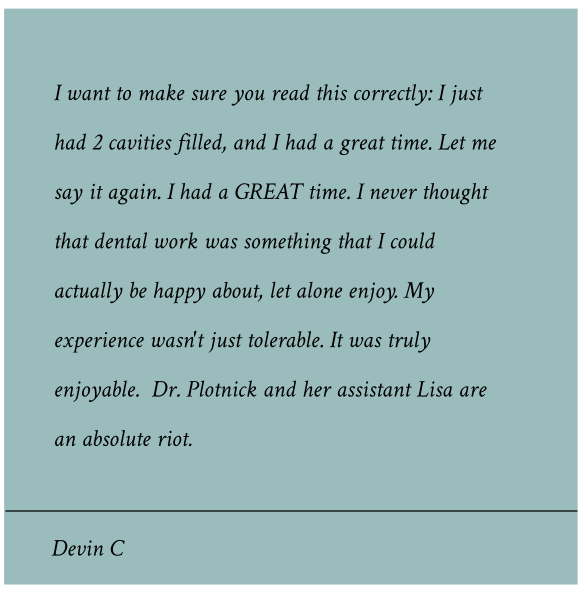 I want to make sure you read this correctly: I just
had 2 cavities filled, and I had a great time. Let me
say it again. I had a GREAT time. I never thought
that dental work was something that I could
actually be happy about, let alone enjoy. My
experience wasn't just tolerable. It was truly
enjoyable.  Dr. Plotnick and her assistant Lisa are
an absolute riot.
Devin C